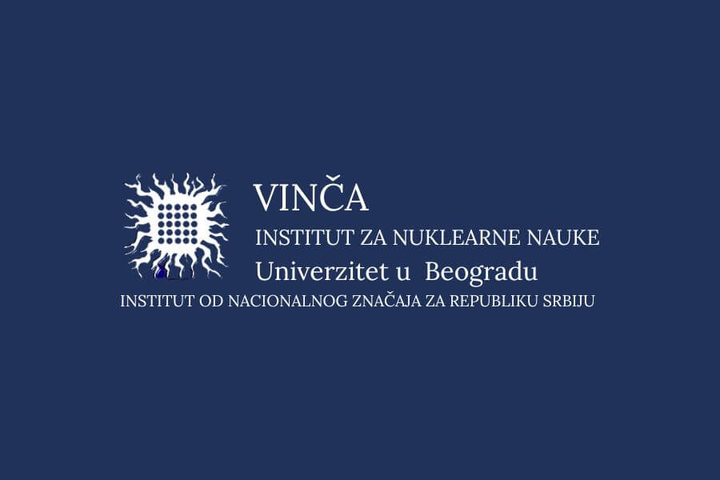 VINČA
INSTITUT ZA NUKLEARNE NAUKE
Univerzitet u  Beogradu
INSTITUT OD NACIONALNOG ZNAČAJA ZA REPUBLIKU SRBIJU